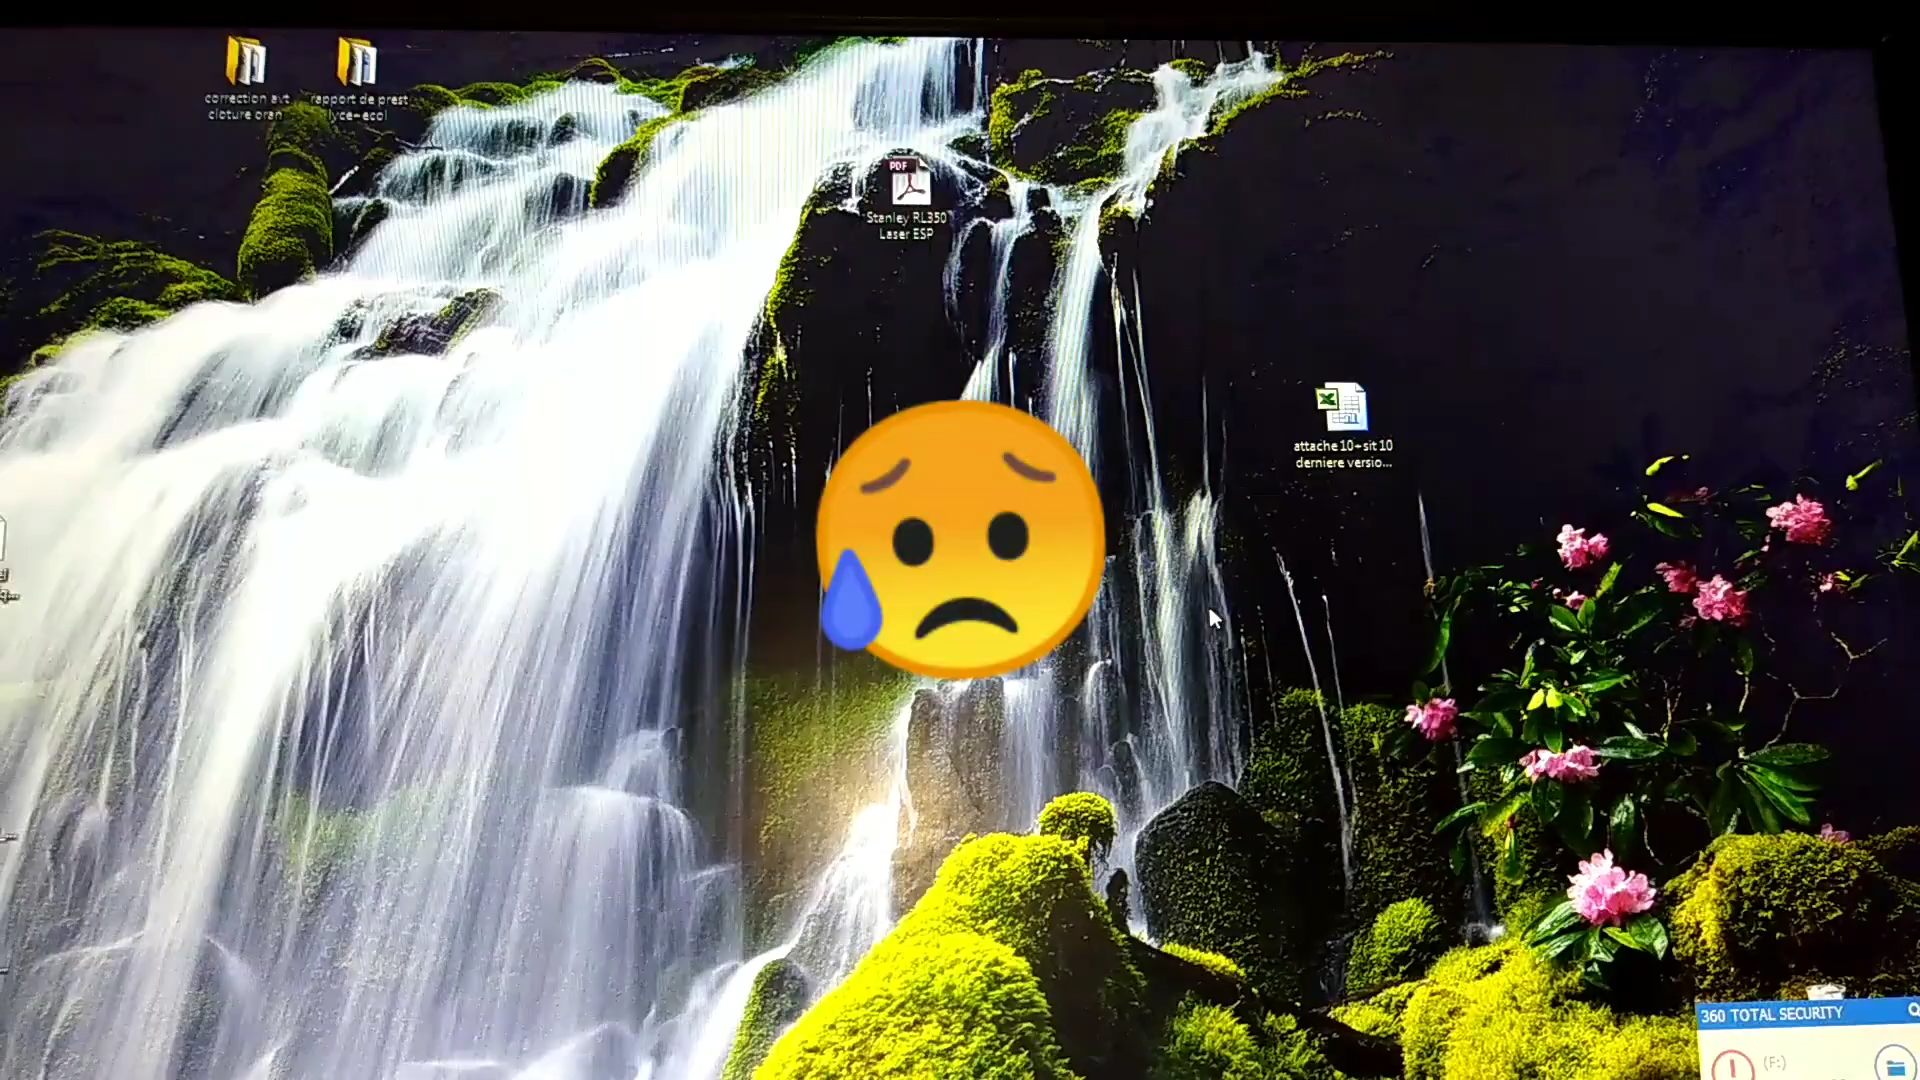 correction avt
cloture oran
rapport de prest
lyce-ecol
PDF
Stanley RL350
Laser ESP
attache 10+sit 10
derniere versio...
360 TOTAL SECURITY
(F:)